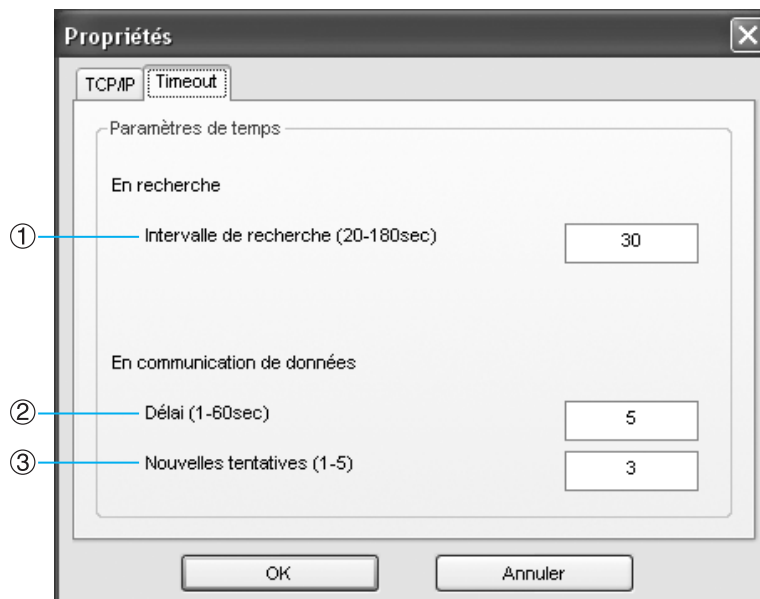 Propriétés
TCP/IP Timeout
Paramètres de temps
En recherche
① Intervalle de recherche (20-180sec) 30
En communication de données
② Délai (1-60sec) 5
③ Nouvelles tentatives (1-5) 3
OK Annuler